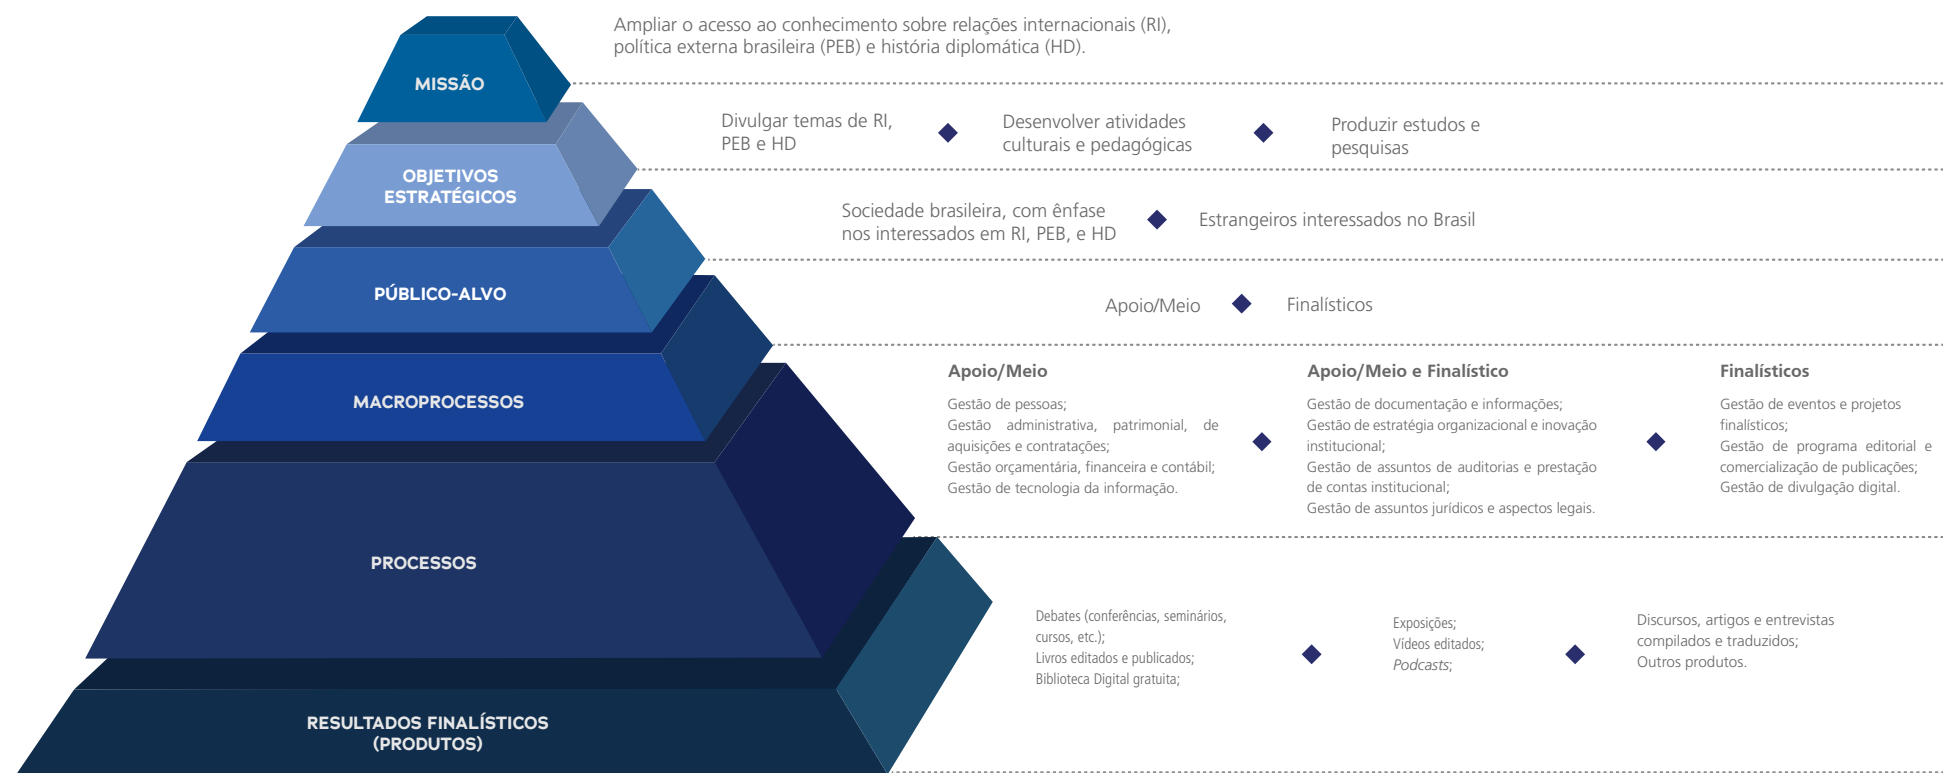 Ampliar o acesso ao conhecimento sobre relações internacionais (RI),
política externa brasileira (PEB) e história diplomática (HD).
MISSÃO
Divulgar temas de RI,
PEB e HD
Desenvolver atividades
culturais e pedagógicas
Produzir estudos e
pesquisas
OBJETIVOS
ESTRATÉGICOS
Sociedade brasileira, com ênfase
nos interessados em RI, PEB, e HD
Estrangeiros interessados no Brasil
PÚBLICO-ALVO
Apoio/Meio
Finalísticos
MACROPROCESSOS
Apoio/Meio
Gestão de pessoas;
Gestão administrativa, patrimonial, de
aquisições e contratações;
Gestão orçamentária, financeira e contábil;
Gestão de tecnologia da informação.
Apoio/Meio e Finalístico
Gestão de documentação e informações;
Gestão de estratégia organizacional e inovação
institucional;
Gestão de assuntos de auditorias e prestação
de contas institucional;
Gestão de assuntos jurídicos e aspectos legais.
Finalísticos
Gestão de eventos e projetos
finalísticos;
Gestão de programa editorial e
comercialização de publicações;
Gestão de divulgação digital.
PROCESSOS
Debates (conferências, seminários,
cursos, etc.);
Livros editados e publicados;
Biblioteca Digital gratuita;
Exposições;
Vídeos editados;
Podcasts;
Discursos, artigos e entrevistas
compilados e traduzidos;
Outros produtos.
RESULTADOS FINALÍSTICOS
(PRODUTOS)